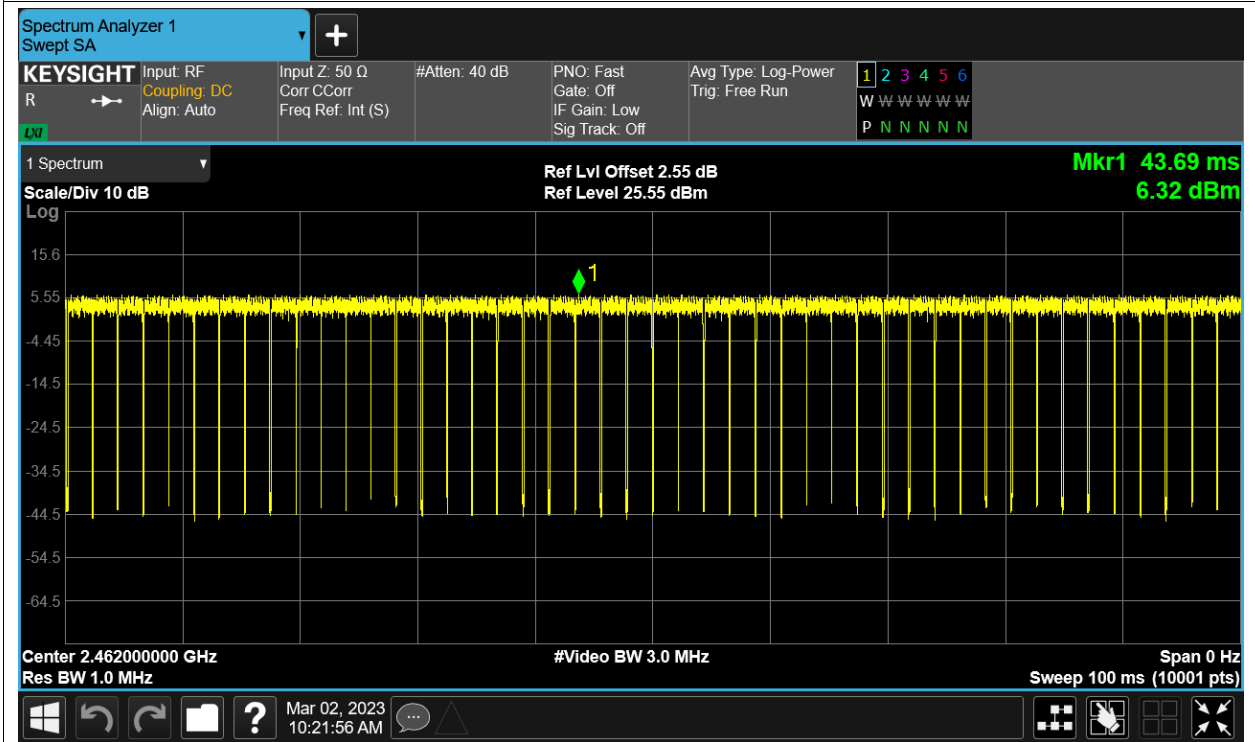 Spectrum Analyzer 1
Swept SA
+
KEYSIGHT
R
LXI
Input: RF
Coupling: DC
Align: Auto
Input Z: 50 Ω
Corr CCorr
Freq Ref: Int (S)
#Atten: 40 dB
PNO: Fast
Gate: Off
IF Gain: Low
Sig Track: Off
Avg Type: Log-Power
Trig: Free Run
1 2 3 4 5 6
W W W W W W
P N N N N N
1 Spectrum
Scale/Div 10 dB
Ref Lvl Offset 2.55 dB
Ref Level 25.55 dBm
Mkr1 43.69 ms
6.32 dBm
Log
15.6
5.55
-4.45
-14.5
-24.5
-34.5
-44.5
-54.5
-64.5
1
Center 2.462000000 GHz
Res BW 1.0 MHz
#Video BW 3.0 MHz
Span 0 Hz
Sweep 100 ms (10001 pts)
?
Mar 02, 2023
10:21:56 AM